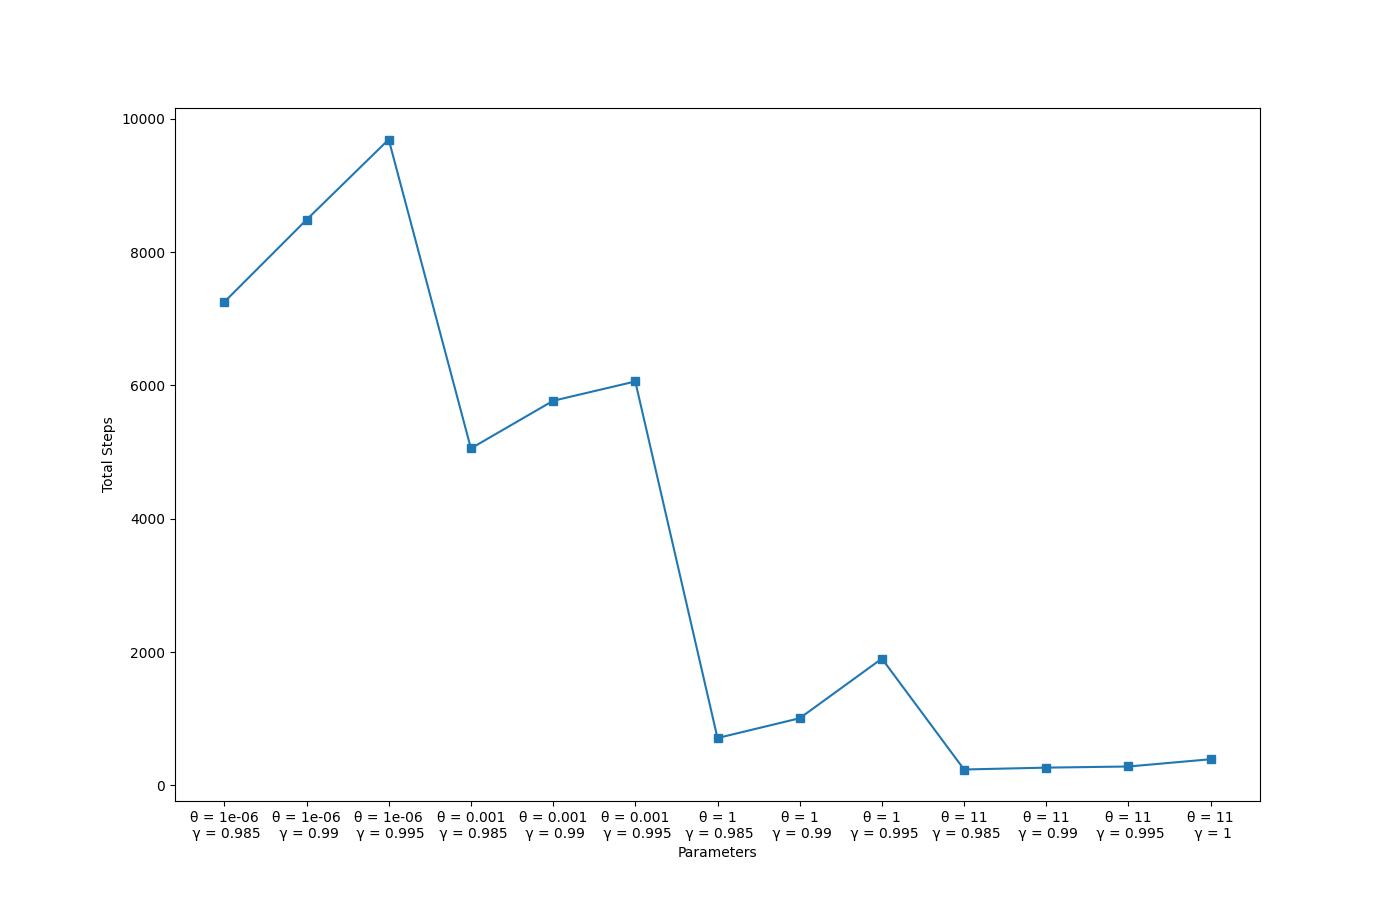 10000
8000
6000
4000
2000
0
Total Steps
θ = 1e-06 θ = 1e-06 θ = 1e-06 θ = 0.001 θ = 0.001 θ = 0.001 θ = 1 θ = 1 θ = 1 θ = 11 θ = 11 θ = 11 θ = 11
γ = 0.985 γ = 0.99 γ = 0.995 γ = 0.985 γ = 0.99 γ = 0.995 γ = 0.985 γ = 0.99 γ = 0.995 γ = 0.985 γ = 0.99 γ = 0.995 γ = 1
Parameters